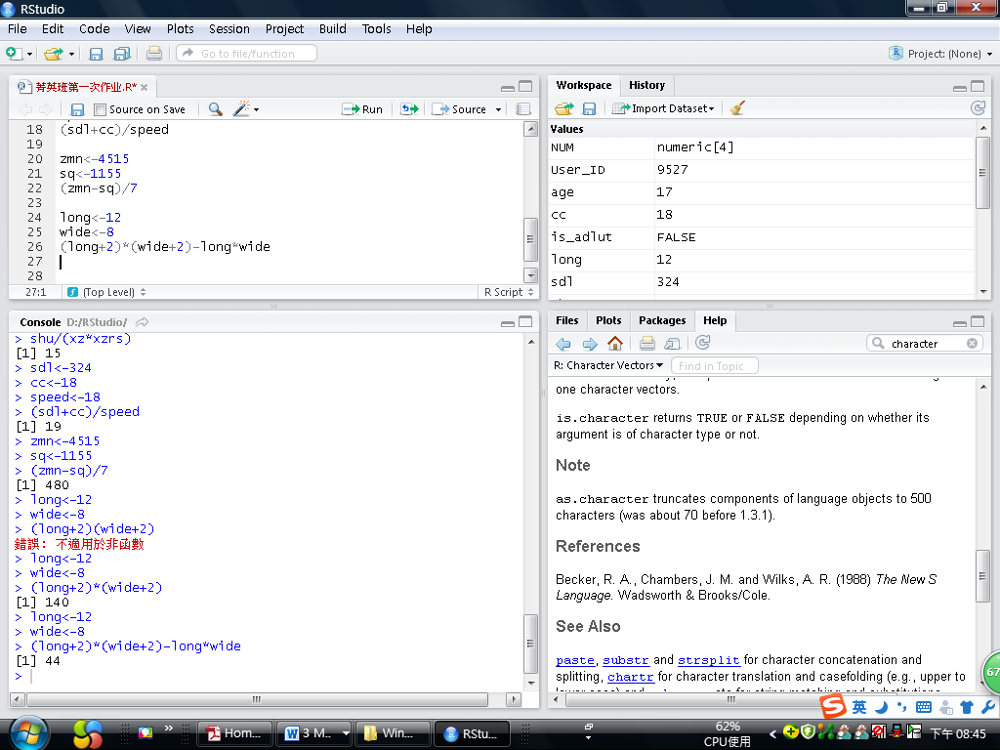 RStudio
File Edit Code View Plots Session Project Build Tools Help
Go to file/function
Project: (None)
菁英班第一次作业.R*
Source on Save
Run
Source
18 (sdl+cc)/speed
19
20 zmn<-4515
21 sq<-1155
22 (zmn-sq)/7
23
24 long<-12
25 wide<-8
26 (long+2)*(wide+2)-long*wide
27
28
27:1 (Top Level) R Script
Workspace History
Import Dataset
Values
NUM numeric[4]
User_ID 9527
age 17
cc 18
is_adlut FALSE
long 12
sdl 324
Console D:/RStudio/
> shu/(xz*xzrs)
[1] 15
> sdl<-324
> cc<-18
> speed<-18
> (sdl+cc)/speed
[1] 19
> zmn<-4515
> sq<-1155
> (zmn-sq)/7
[1] 480
> long<-12
> wide<-8
> (long+2)(wide+2)
錯誤: 不適用於非函數
> long<-12
> wide<-8
> (long+2)*(wide+2)
[1] 140
> long<-12
> wide<-8
> (long+2)*(wide+2)-long*wide
[1] 44
>
Files Plots Packages Help
character
R: Character Vectors Find in Topic
one character vectors.
is.character returns TRUE or FALSE depending on whether its
argument is of character type or not.
Note
as.character truncates components of language objects to 500
characters (was about 70 before 1.3.1).
References
Becker, R. A., Chambers, J. M. and Wilks, A. R. (1988) The New S
Language. Wadsworth & Brooks/Cole.
See Also
paste, substr and strsplit for character concatenation and
splitting, chartr for character translation and casefolding (e.g., upper to
67
英
Hom...
3 M...
Win...
RStu...
62%
CPU使用
下午 08:45